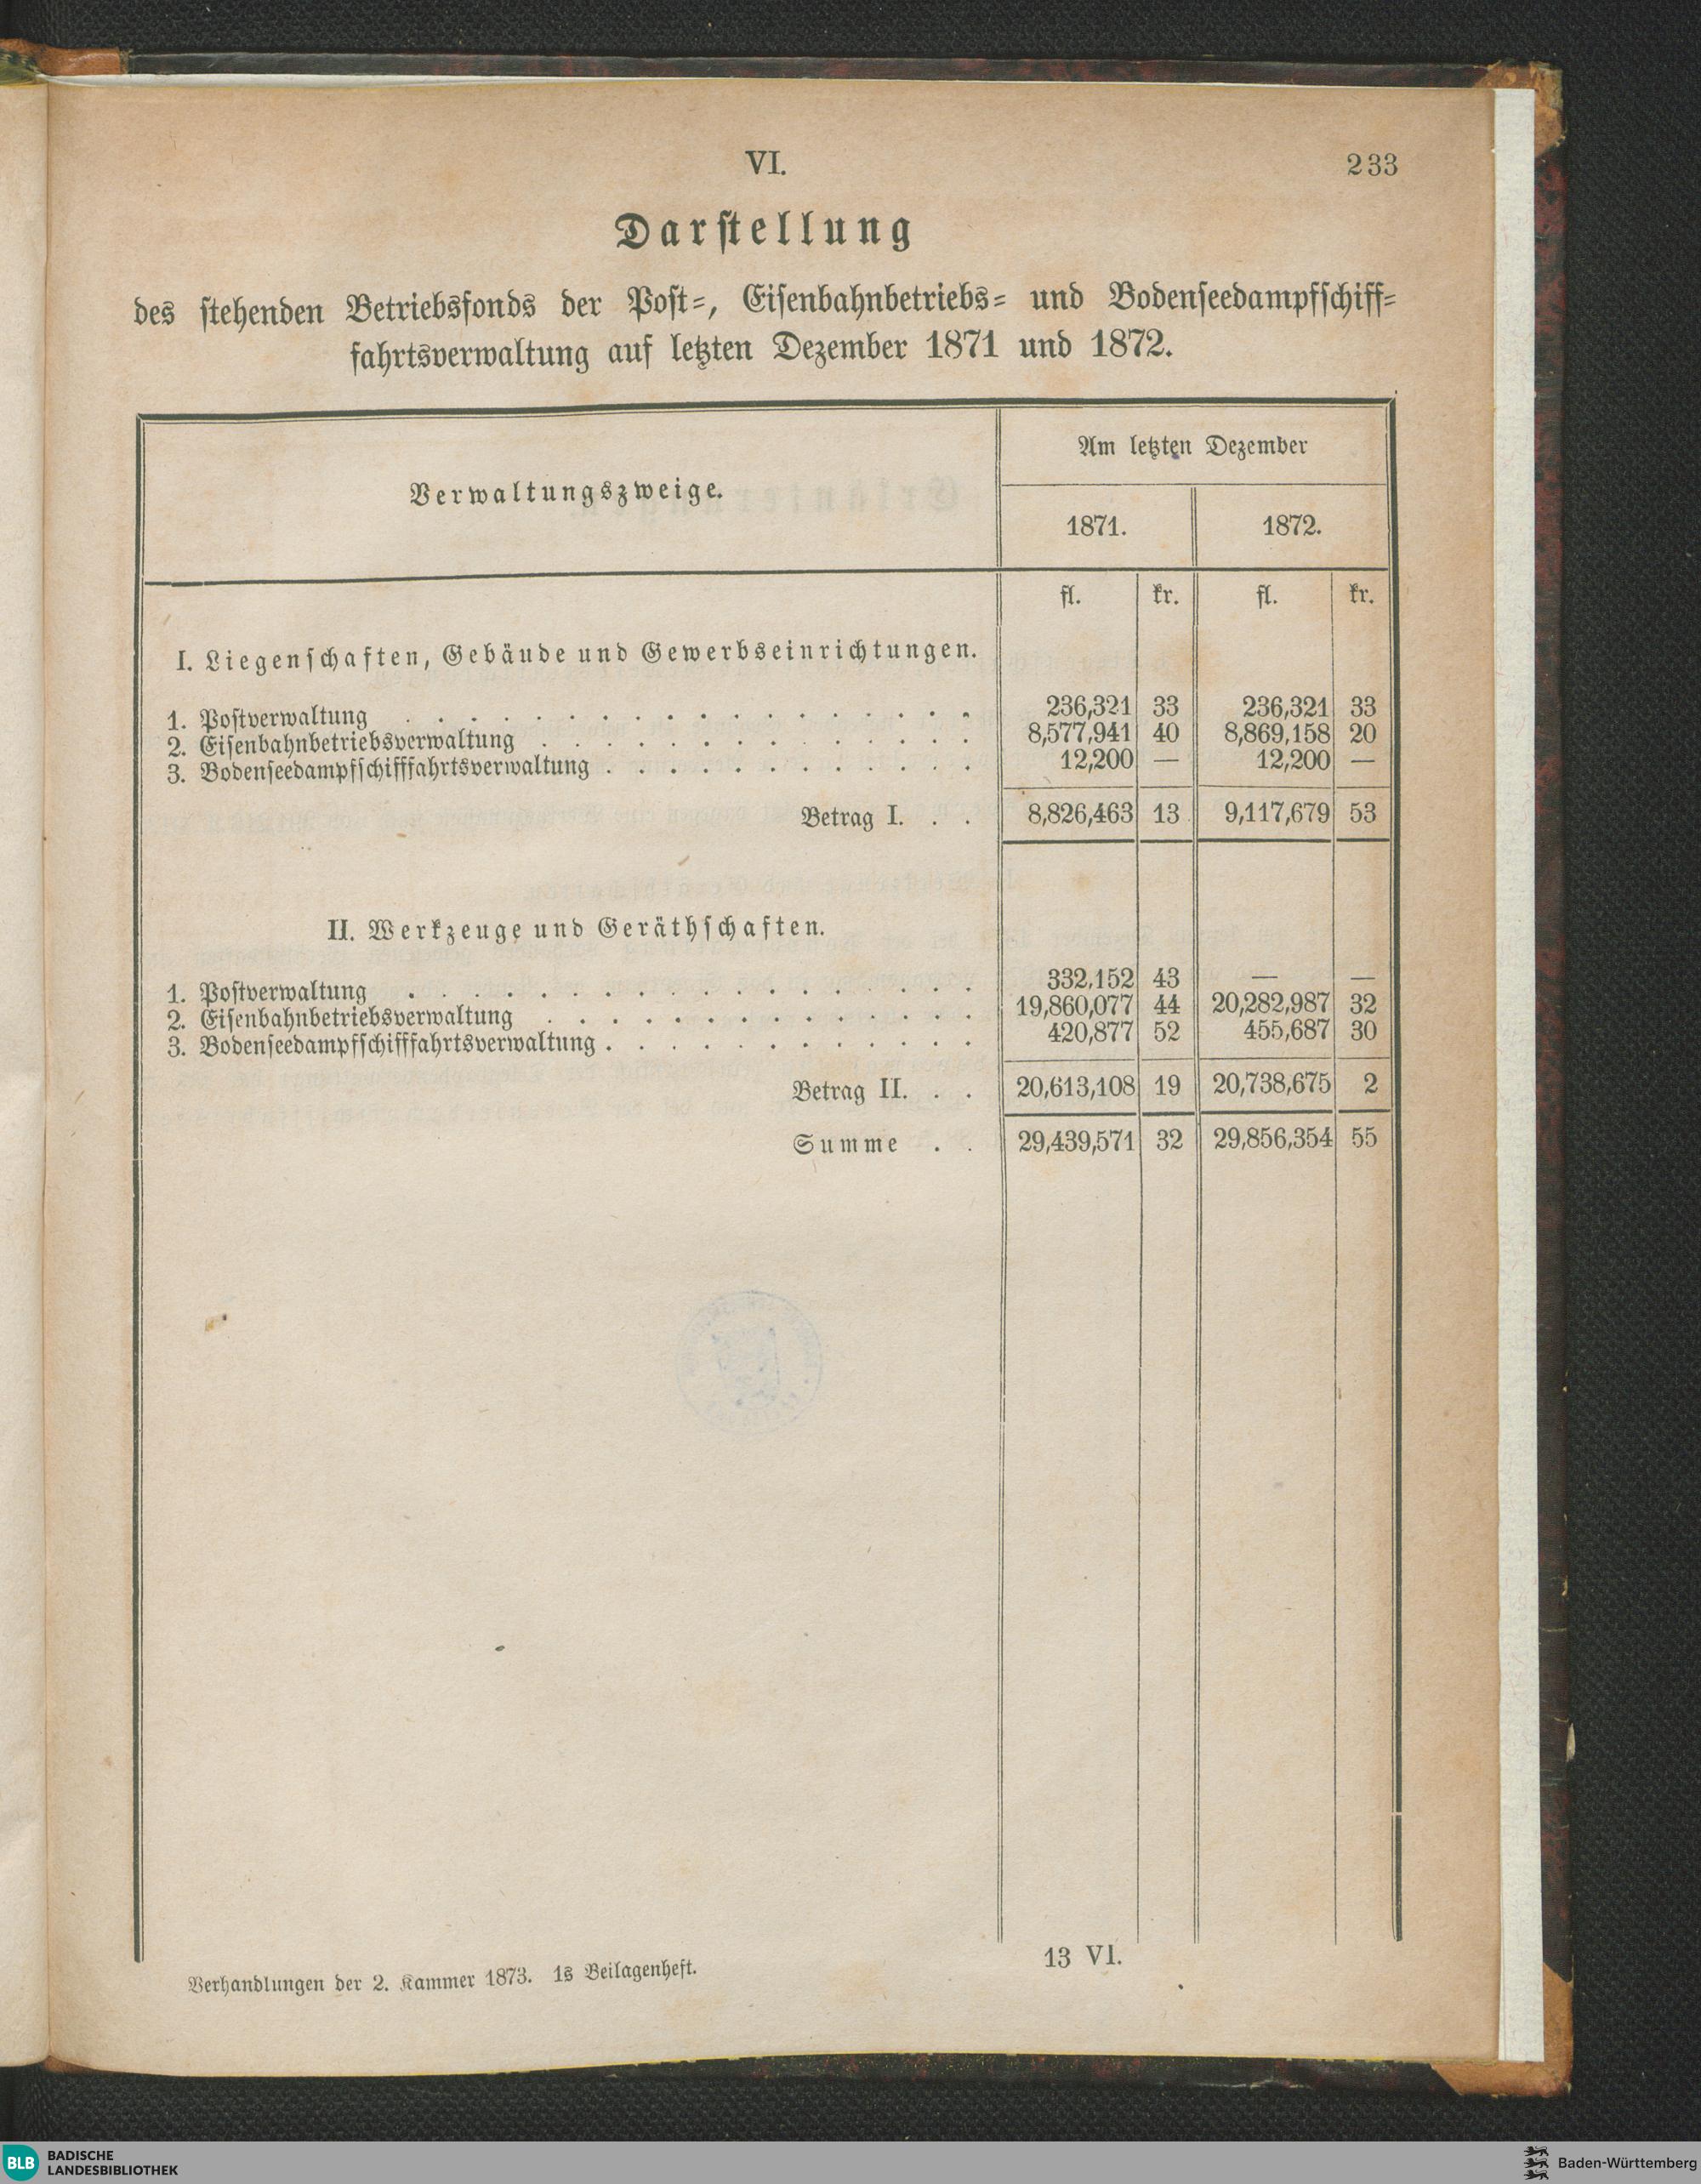 VI.
233
Darstellung
des stehenden Betriebsfonds der Post-, Eisenbahnbetriebs- und Bodenseedampfschiff-
fahrtsverwaltung auf letzten Dezember 1871 und 1872.
Verwaltungszweige.
Am letzten Dezember
1871. 1872.
fl. kr. fl. kr.
I. Liegenschaften, Gebäude und Gewerbseinrichtungen.
1. Postverwaltung . . . . . . . . . . . . . . . . . . 236,321 33 236,321 33
2. Eisenbahnbetriebsverwaltung . . . . . . . . . . . . . . 8,577,941 40 8,869,158 20
3. Bodenseedampfschifffahrtsverwaltung . . . . . . . . . . . . 12,200 — 12,200 —
Betrag I. . . 8,826,463 13 9,117,679 53
II. Werkzeuge und Geräthschaften.
1. Postverwaltung . . . . . . . . . . . . . . . . . . 332,152 43 — —
2. Eisenbahnbetriebsverwaltung . . . . . . . . . . . . . . 19,860,077 44 20,282,987 32
3. Bodenseedampfschifffahrtsverwaltung . . . . . . . . . . . . 420,877 52 455,687 30
Betrag II. . . 20,613,108 19 20,738,675 2
Summe . . 29,439,571 32 29,856,354 55
Verhandlungen der 2. Kammer 1873. 1s Beilagenheft.
13 VI.
BLB BADISCHE
LANDESBIBLIOTHEK
Baden-Württemberg